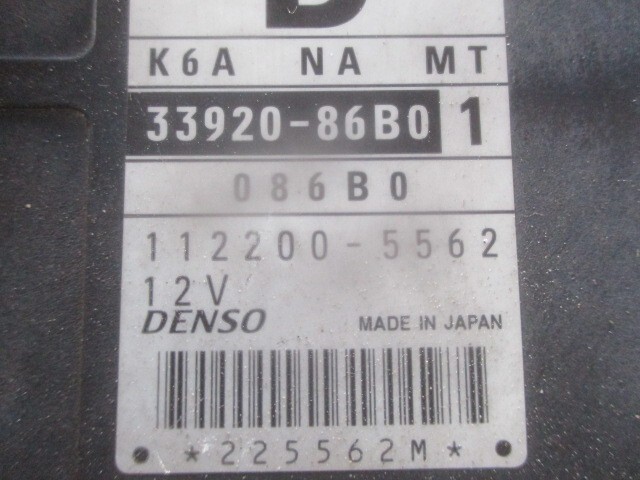 D
K6A NA MT
33920-86B0 1
086B0
112200-5562
12V
DENSO MADE IN JAPAN
*225562M*